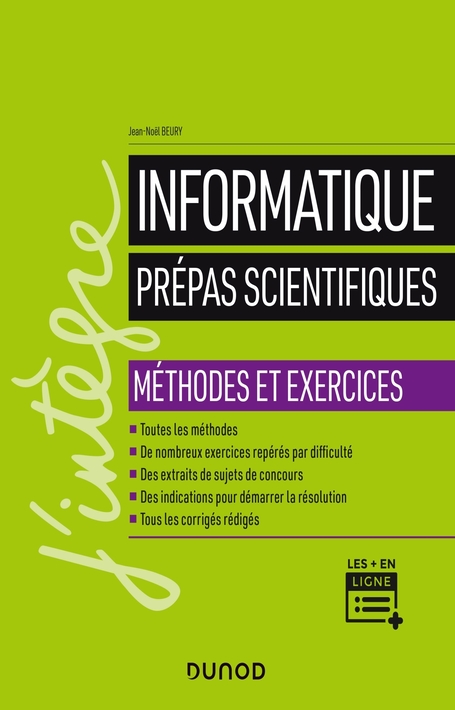 Jean-Noël BEURY
INFORMATIQUE
PRÉPAS SCIENTIFIQUES
j'intègre
MÉTHODES ET EXERCICES
Toutes les méthodes
De nombreux exercices repérés par difficulté
Des extraits de sujets de concours
Des indications pour démarrer la résolution
Tous les corrigés rédigés
LES + EN
LIGNE
DUNOD